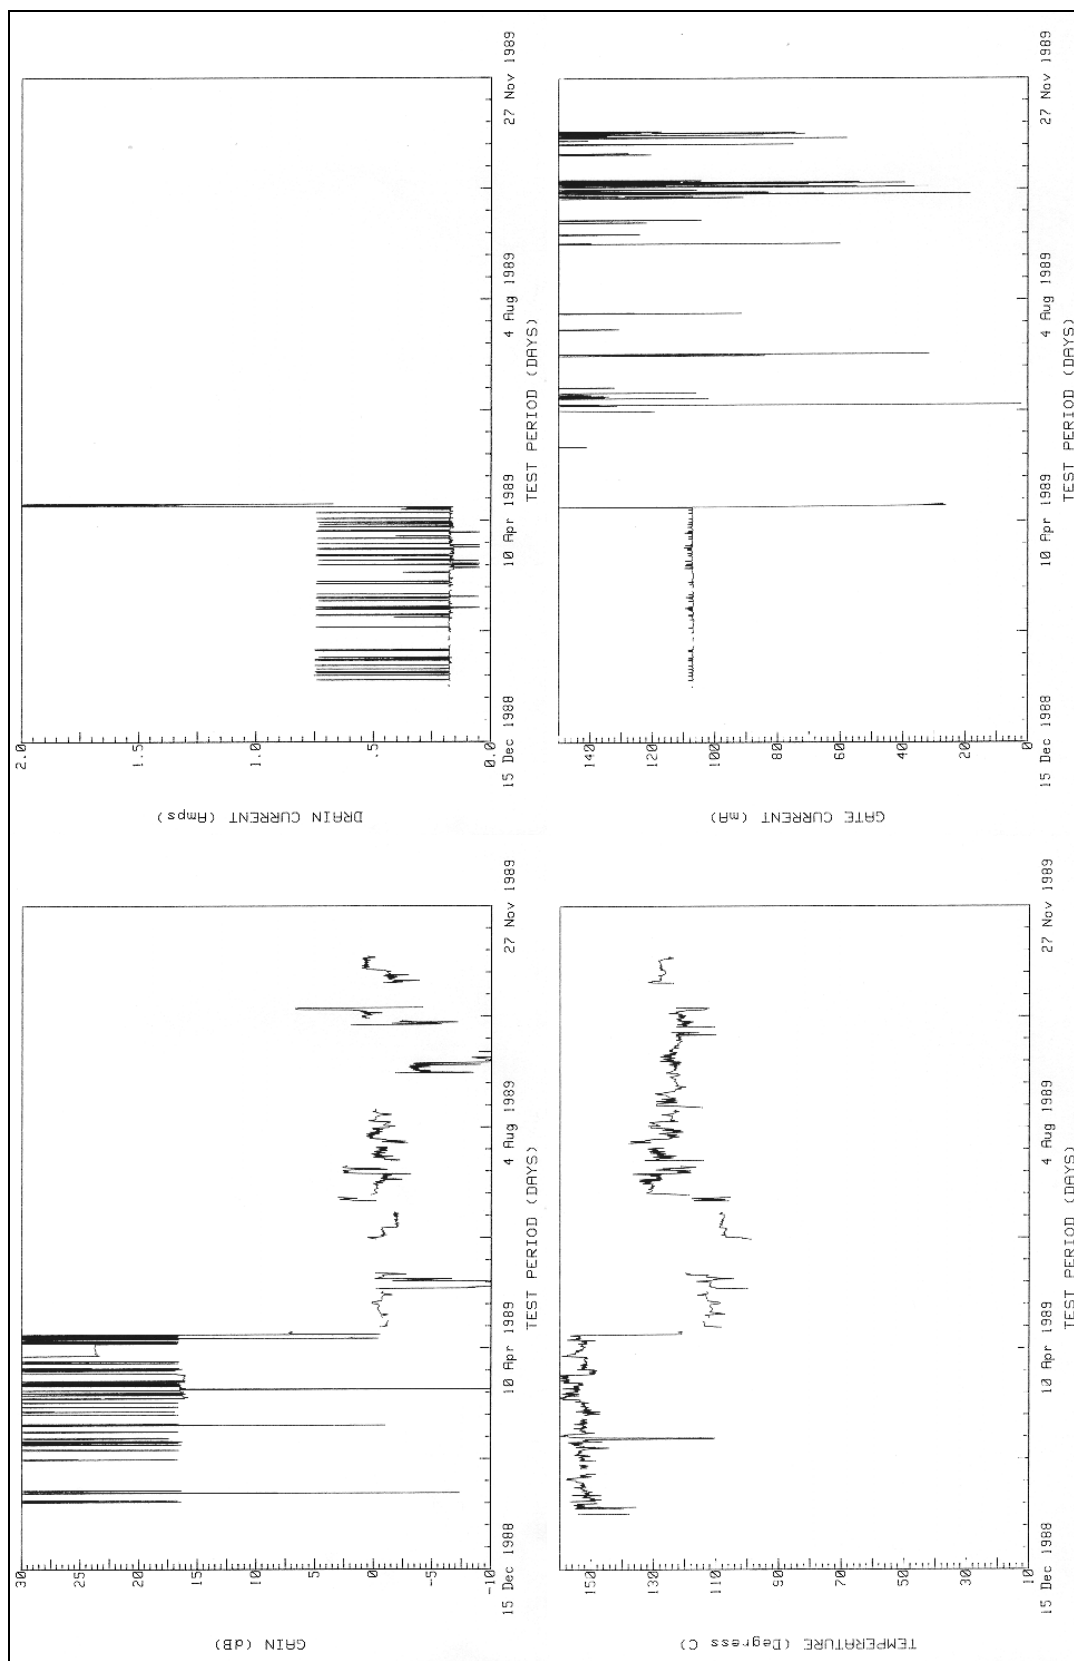 GAIN (dB)
30
25
20
15
10
5
0
-5
-10
15 Dec 1988
10 Apr 1989
4 Aug 1989
27 Nov 1989
TEST PERIOD (DAYS)
DRAIN CURRENT (Amps)
2.0
1.5
1.0
.5
0.0
15 Dec 1988
10 Apr 1989
4 Aug 1989
27 Nov 1989
TEST PERIOD (DAYS)
TEMPERATURE (Degress C)
150
130
110
90
70
50
30
10
15 Dec 1988
10 Apr 1989
4 Aug 1989
27 Nov 1989
TEST PERIOD (DAYS)
GATE CURRENT (mA)
140
120
100
80
60
40
20
0
15 Dec 1988
10 Apr 1989
4 Aug 1989
27 Nov 1989
TEST PERIOD (DAYS)